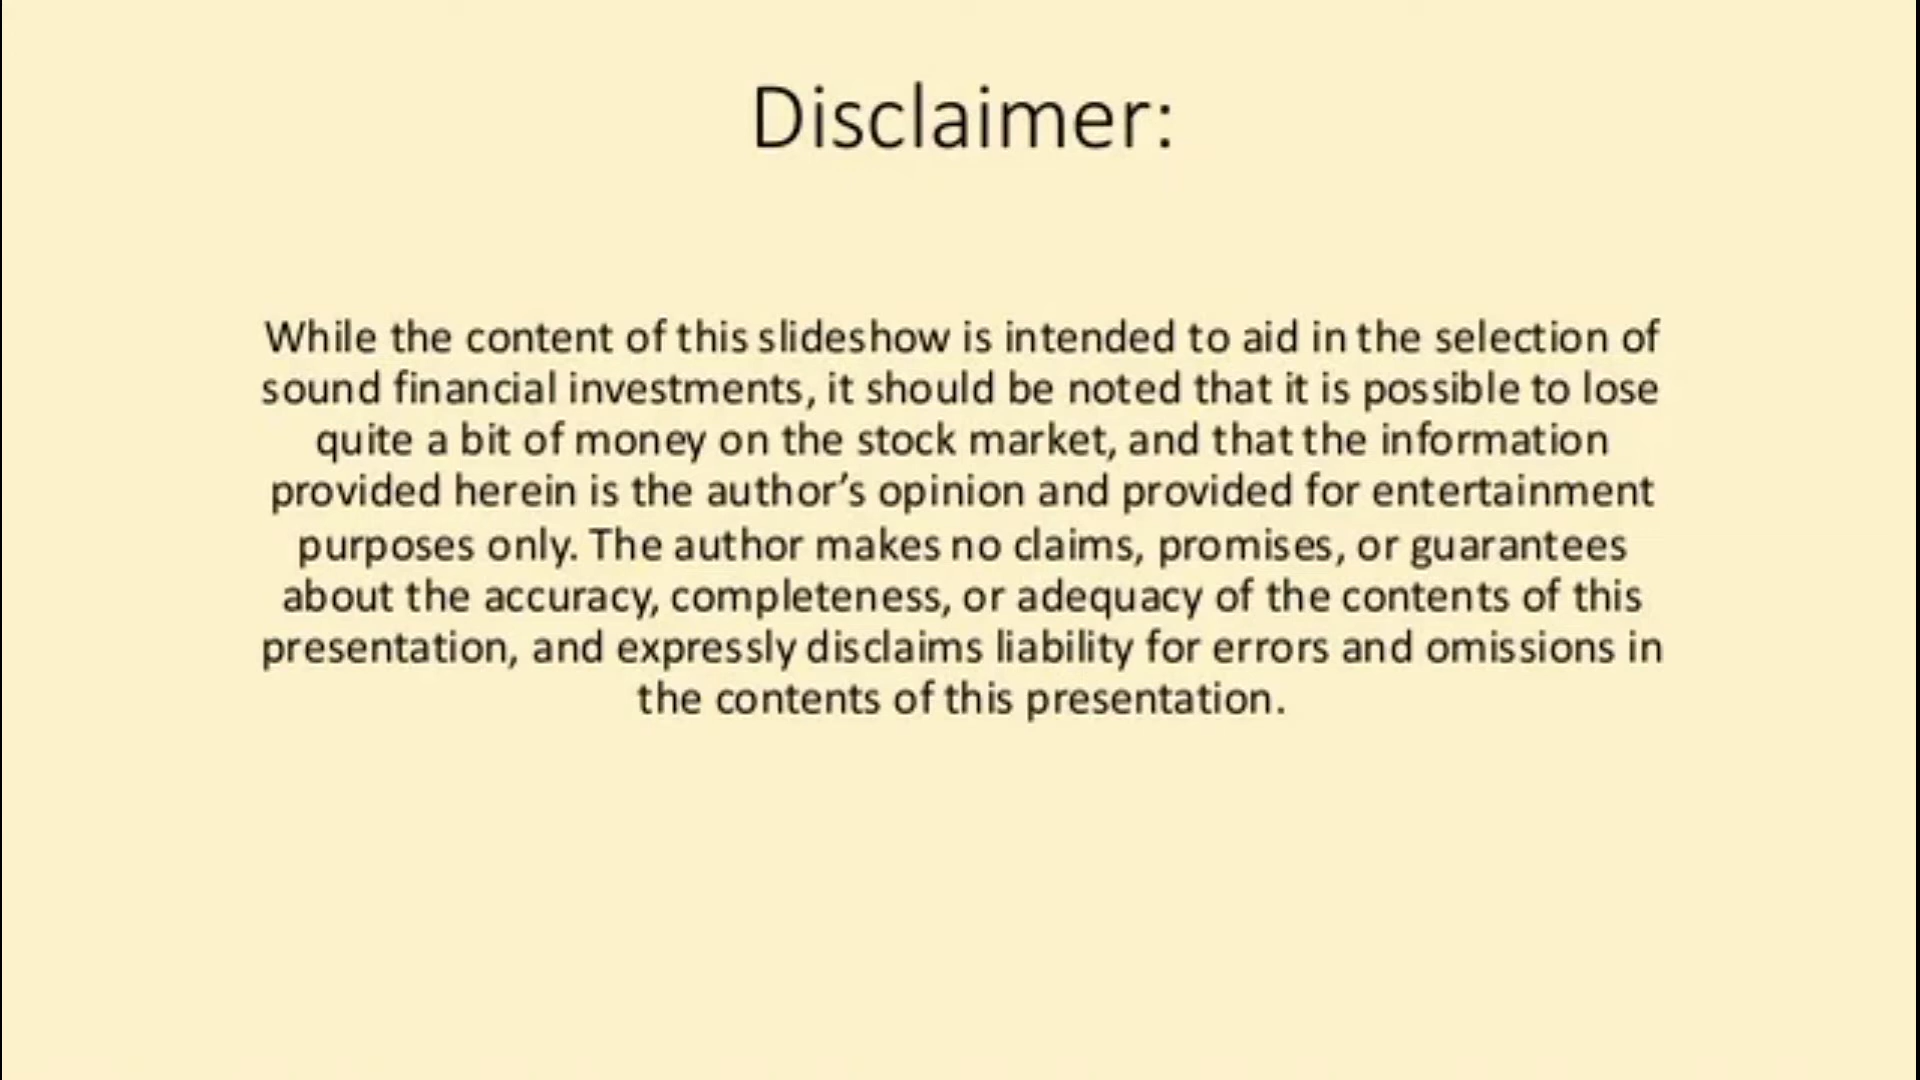 Disclaimer:
While the content of this slideshow is intended to aid in the selection of
sound financial investments, it should be noted that it is possible to lose
quite a bit of money on the stock market, and that the information
provided herein is the author’s opinion and provided for entertainment
purposes only. The author makes no claims, promises, or guarantees
about the accuracy, completeness, or adequacy of the contents of this
presentation, and expressly disclaims liability for errors and omissions in
the contents of this presentation.